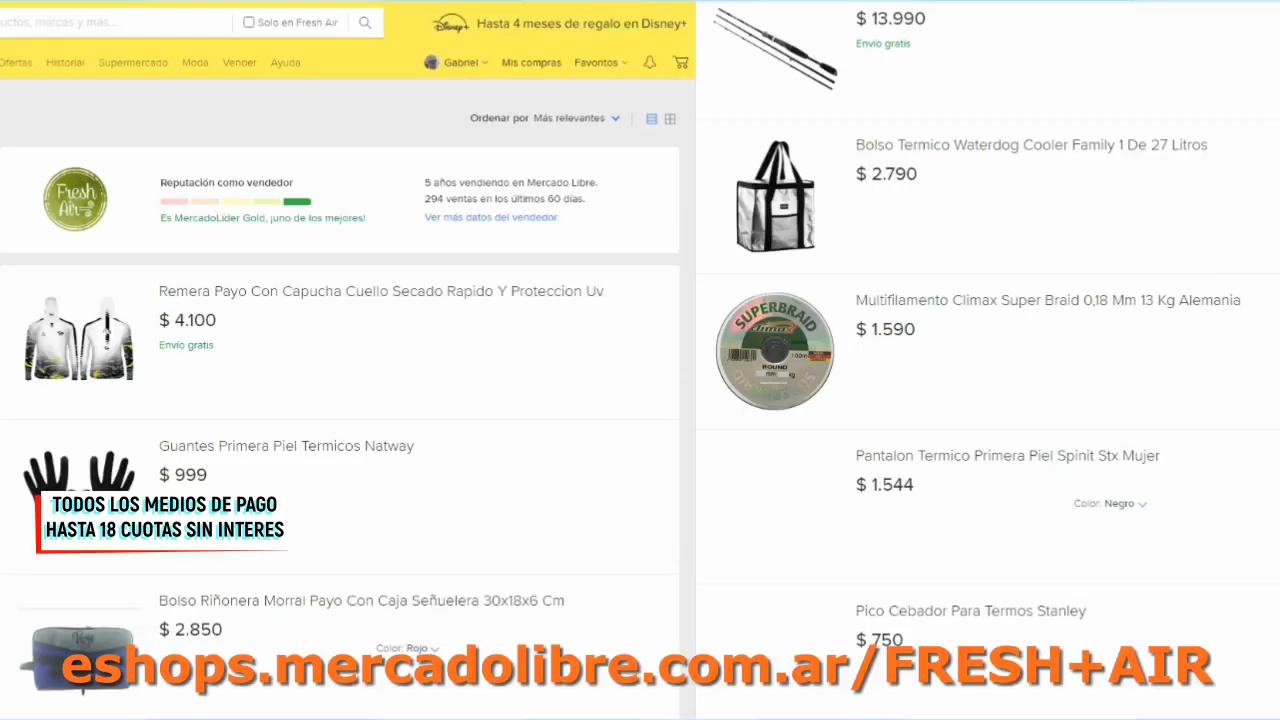 ductos, marcas y más...
Solo en Fresh Air
Disney+
Hasta 4 meses de regalo en Disney+
Ofertas Historial Supermercado Moda Vender Ayuda
Gabriel Mis compras Favoritos
Ordenar por Más relevantes
Fresh Air
Reputación como vendedor
Es MercadoLíder Gold, ¡uno de los mejores!
5 años vendiendo en Mercado Libre.
294 ventas en los últimos 60 días.
Ver más datos del vendedor
Remera Payo Con Capucha Cuello Secado Rapido Y Proteccion Uv
$ 4.100
Envío gratis
Guantes Primera Piel Termicos Natway
$ 999
TODOS LOS MEDIOS DE PAGO
HASTA 18 CUOTAS SIN INTERES
Bolso Riñonera Morral Payo Con Caja Señuelera 30x18x6 Cm
$ 2.850
Color: Rojo
$ 13.990
Envío gratis
Bolso Termico Waterdog Cooler Family 1 De 27 Litros
$ 2.790
Multifilamento Climax Super Braid 0,18 Mm 13 Kg Alemania
$ 1.590
SUPERBRAID
climax
100m
ROUND
Pantalon Termico Primera Piel Spinit Stx Mujer
$ 1.544
Color: Negro
Pico Cebador Para Termos Stanley
$ 750
eshops.mercadolibre.com.ar/FRESH+AIR